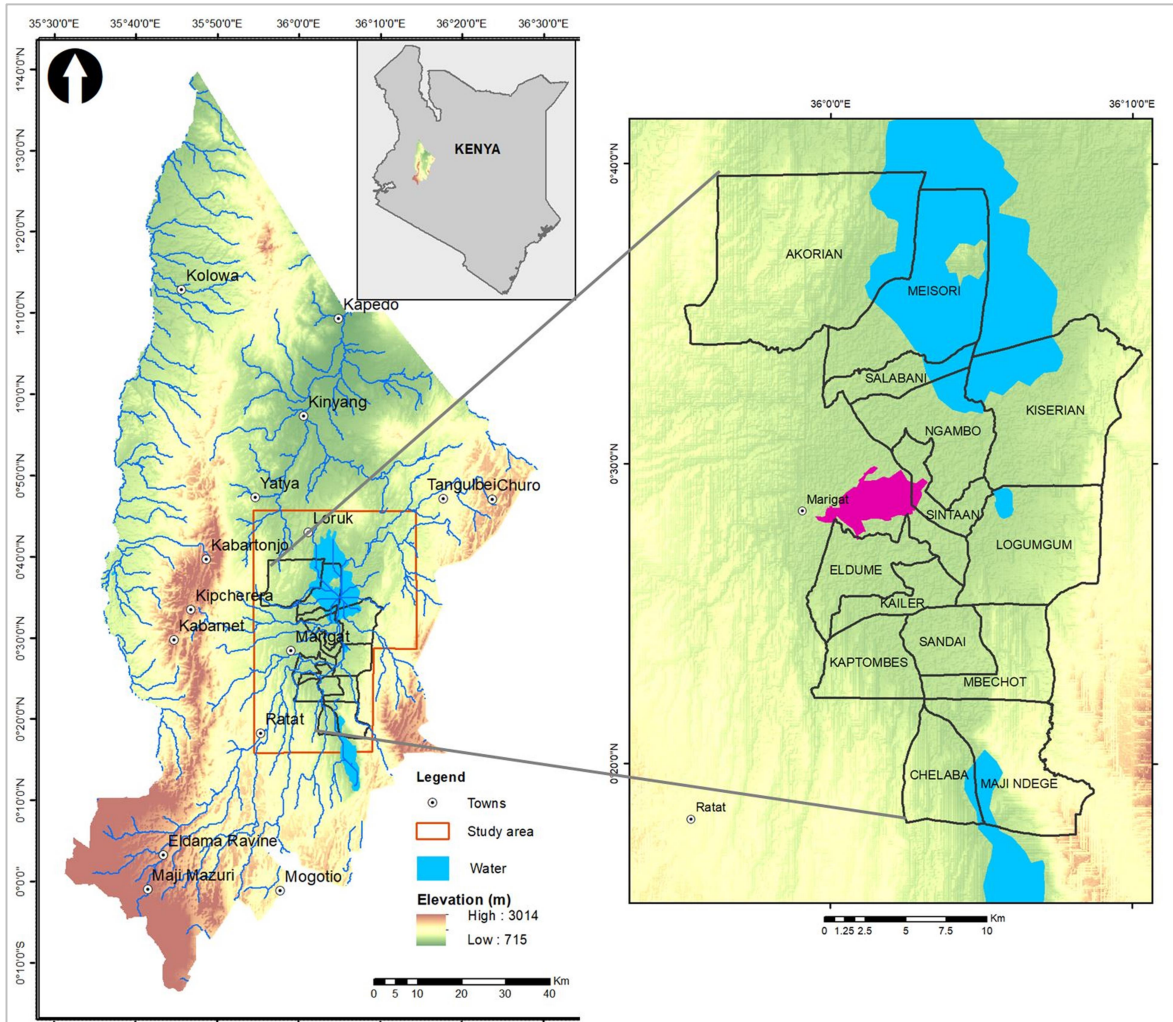 35°30'0"E 35°40'0"E 35°50'0"E 36°0'0"E 36°10'0"E 36°20'0"E 36°30'0"E
1°40'0"N
1°30'0"N
1°20'0"N
1°10'0"N
1°0'0"N
0°50'0"N
0°40'0"N
0°30'0"N
0°20'0"N
0°10'0"N
0°0'0"
0°10'0"S
KENYA
Kolowa
Kapedo
Kinyang
Yatya
Tangulbei
Churo
Loruk
Kabartonjo
Kipcherera
Kabarnet
Marigat
Ratat
Eldama Ravine
Maji Mazuri
Mogotio
Legend
Towns
Study area
Water
Elevation (m)
High : 3014
Low : 715
Km
0 5 10 20 30 40
36°0'0"E 36°10'0"E
0°40'0"N
0°30'0"N
0°20'0"N
AKORIAN
MEISORI
SALABANI
KISERIAN
NGAMBO
Marigat
SINTAAN
LOGUMGUM
ELDUME
KAILER
SANDAI
KAPTOMBES
MBECHOT
CHELABA
MAJI NDEGE
Ratat
Km
0 1.25 2.5 5 7.5 10